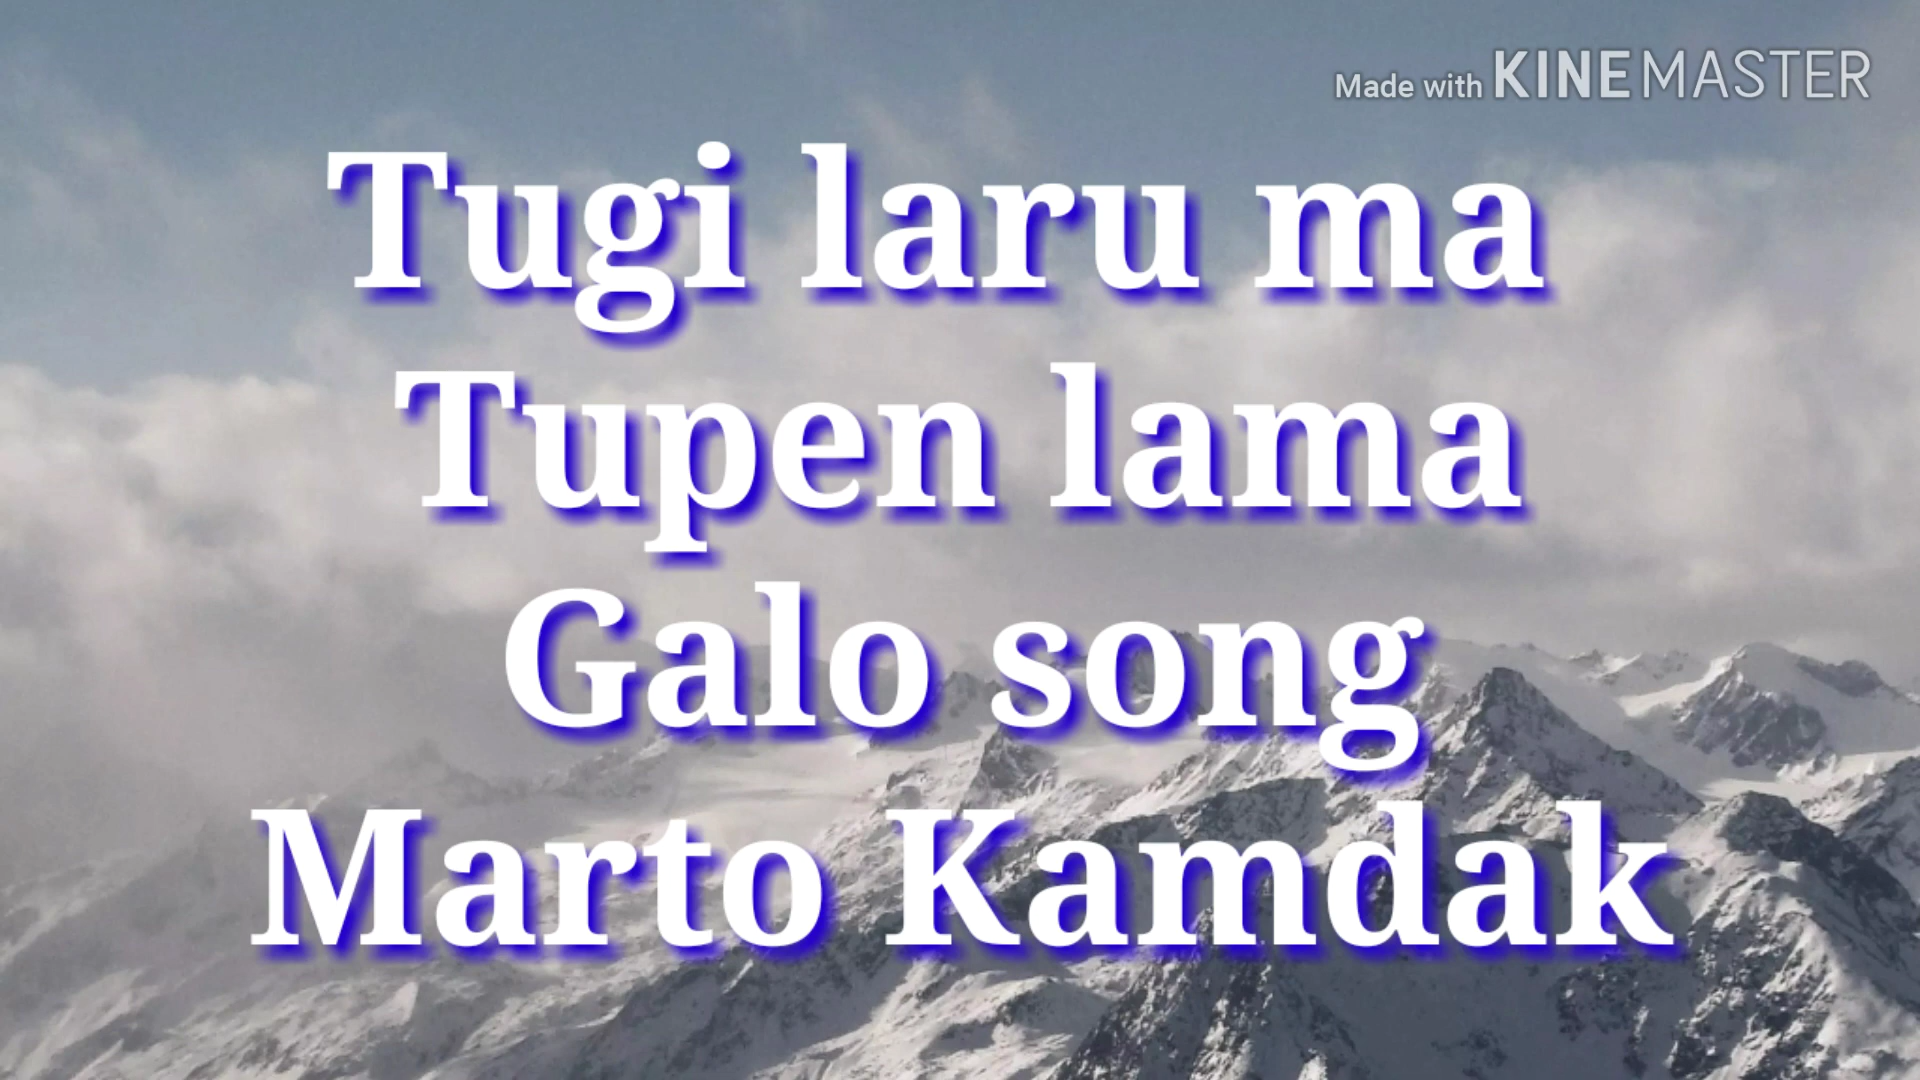 Made with KINEMASTER
Tugi laru ma
Tupen lama
Galo song
Marto Kamdak